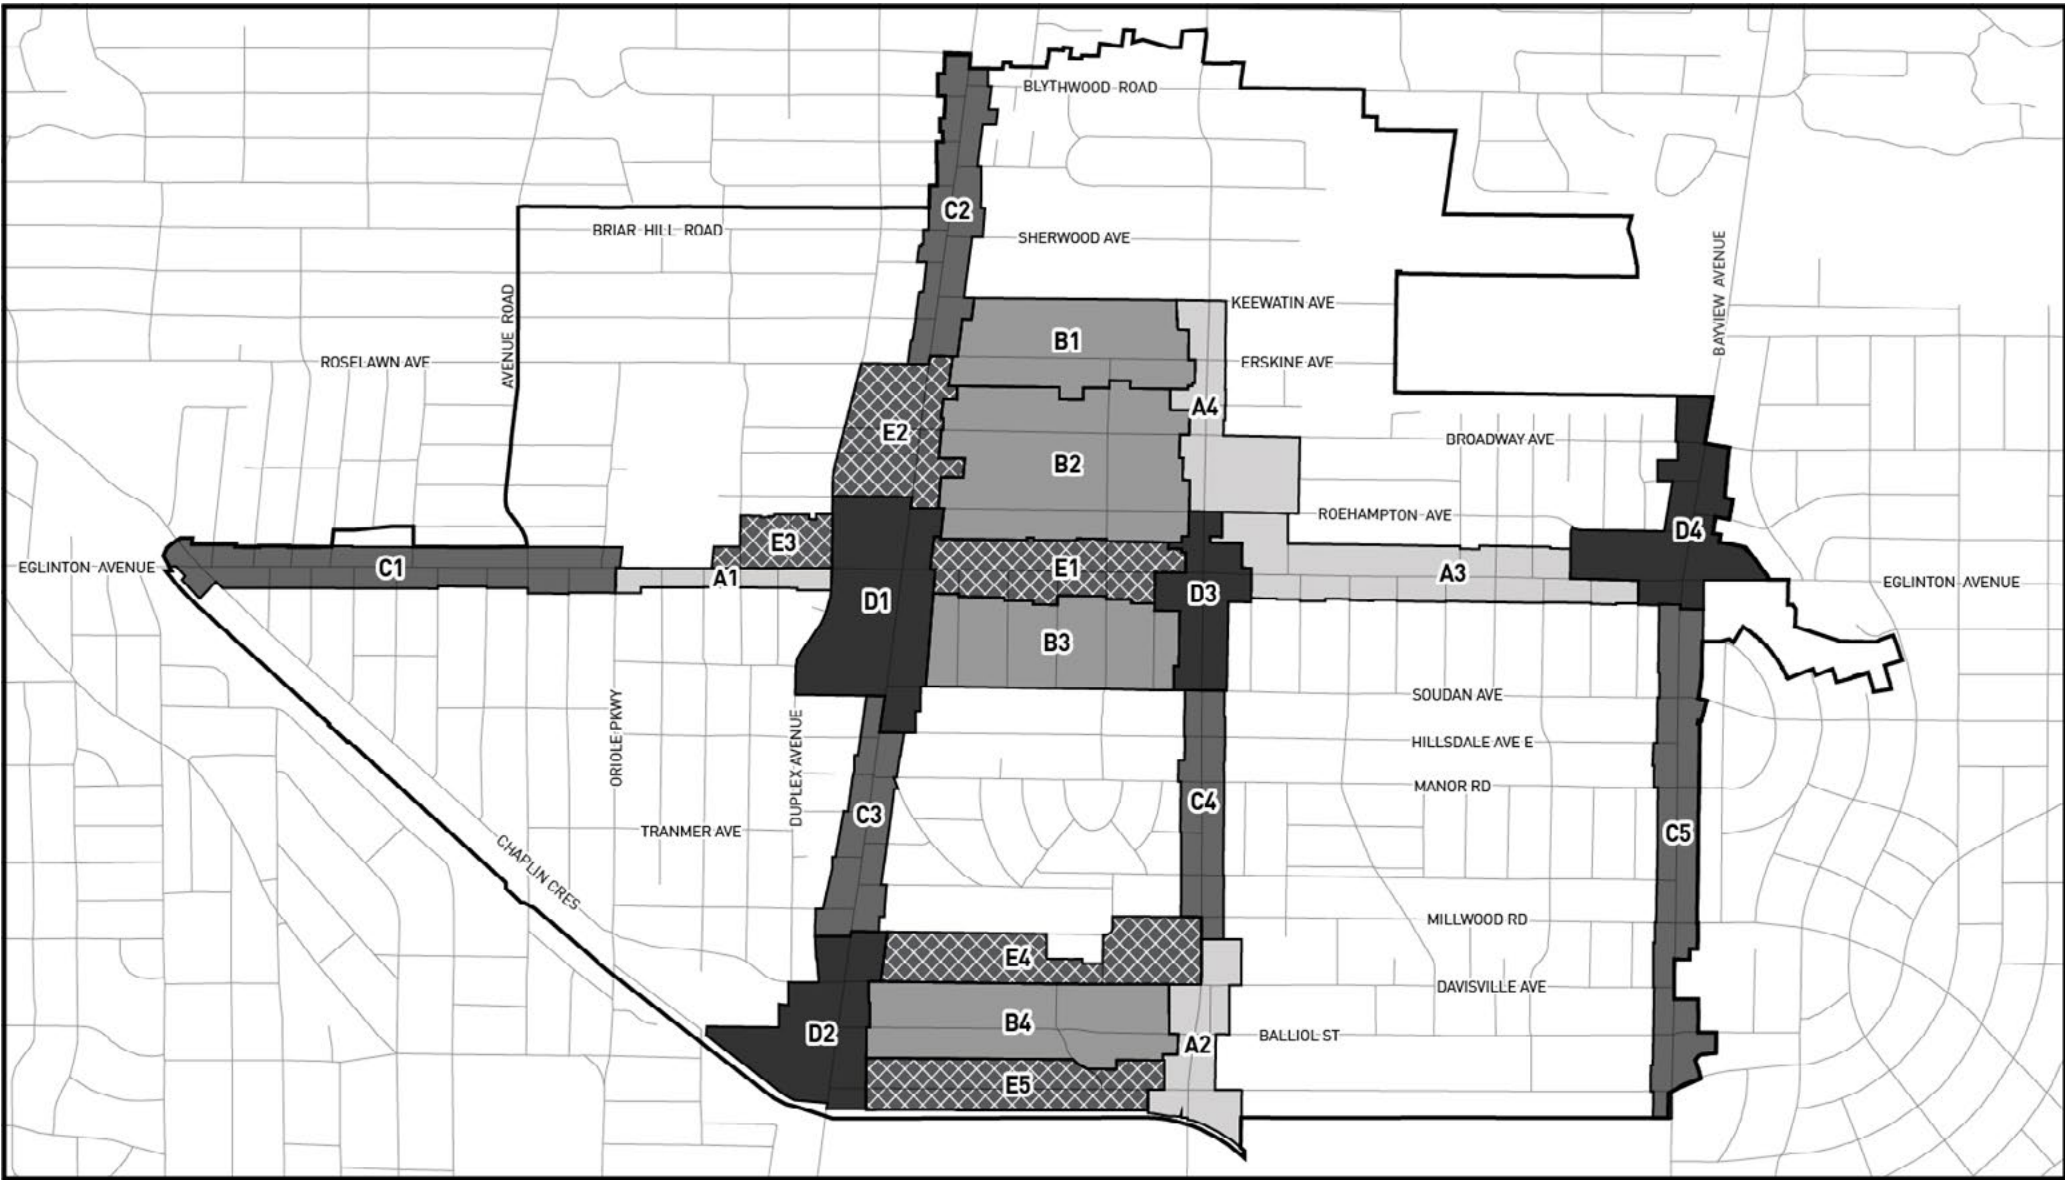 BLYTHWOOD ROAD
C2
BRIAR HILL ROAD
SHERWOOD AVE
BAYVIEW AVENUE
AVENUE ROAD
KEEWATIN AVE
B1
ROSELAWN AVE
ERSKINE AVE
A4
E2
BROADWAY AVE
B2
ROEHAMPTON AVE
D4
E3
EGLINTON AVENUE
C1
A1
E1
A3
EGLINTON AVENUE
D1
D3
B3
SOUDAN AVE
ORIOLE PKWY
DUPLEX AVENUE
HILLSDALE AVE E
MANOR RD
C4
C3
TRANMER AVE
C5
CHAPLIN CRES
MILLWOOD RD
E4
DAVISVILLE AVE
B4
D2
BALLIOL ST
A2
E5